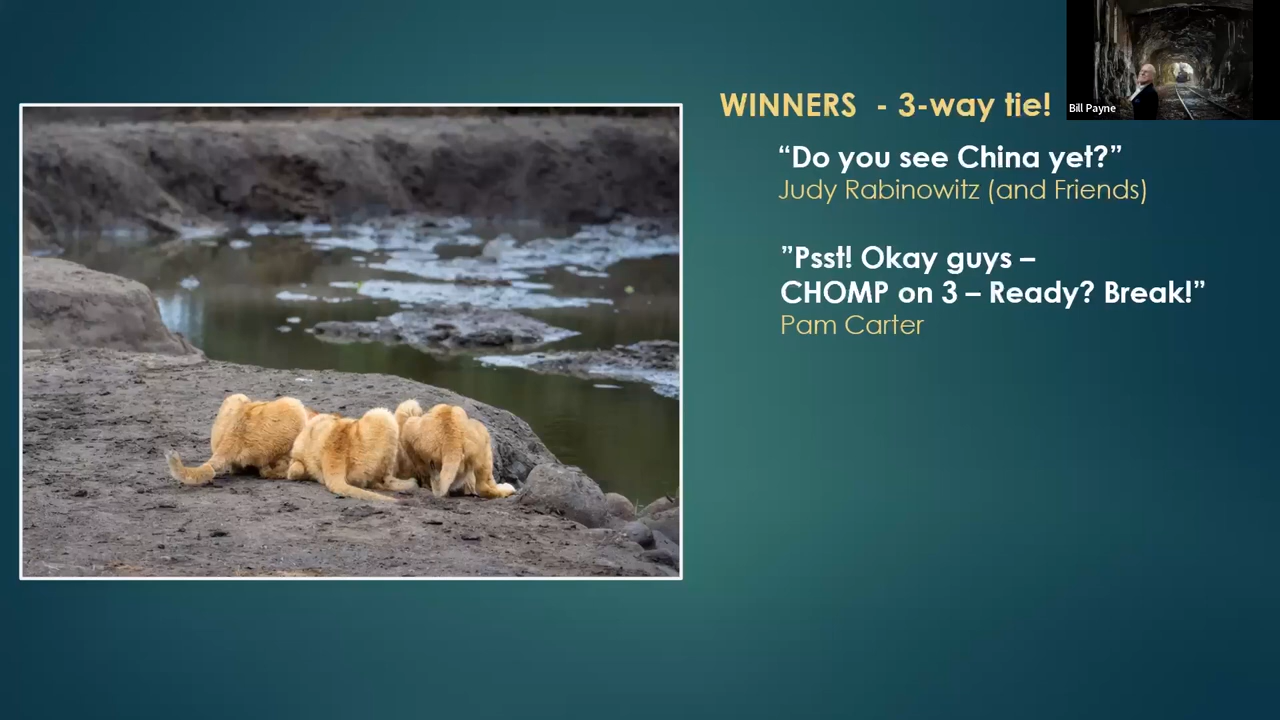 WINNERS - 3-way tie!
Bill Payne
“Do you see China yet?”
Judy Rabinowitz (and Friends)
”Psst! Okay guys –
CHOMP on 3 – Ready? Break!”
Pam Carter